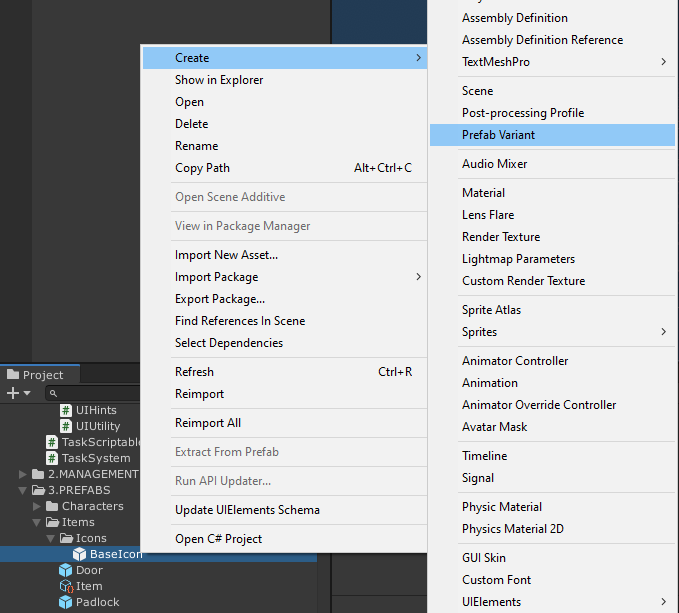 Create
Show in Explorer
Open
Delete
Rename
Copy Path Alt+Ctrl+C
Open Scene Additive
View in Package Manager
Import New Asset...
Import Package
Export Package...
Find References In Scene
Select Dependencies
Refresh Ctrl+R
Reimport
Reimport All
Extract From Prefab
Run API Updater...
Update UIElements Schema
Open C# Project
Assembly Definition
Assembly Definition Reference
TextMeshPro
Scene
Post-processing Profile
Prefab Variant
Audio Mixer
Material
Lens Flare
Render Texture
Lightmap Parameters
Custom Render Texture
Sprite Atlas
Sprites
Animator Controller
Animation
Animator Override Controller
Avatar Mask
Timeline
Signal
Physic Material
Physics Material 2D
GUI Skin
Custom Font
UIElements
Project
UIHints
UIUtility
TaskScriptable
TaskSystem
2.MANAGEMENT
3.PREFABS
Characters
Items
Icons
BaseIcon
Door
Item
Padlock